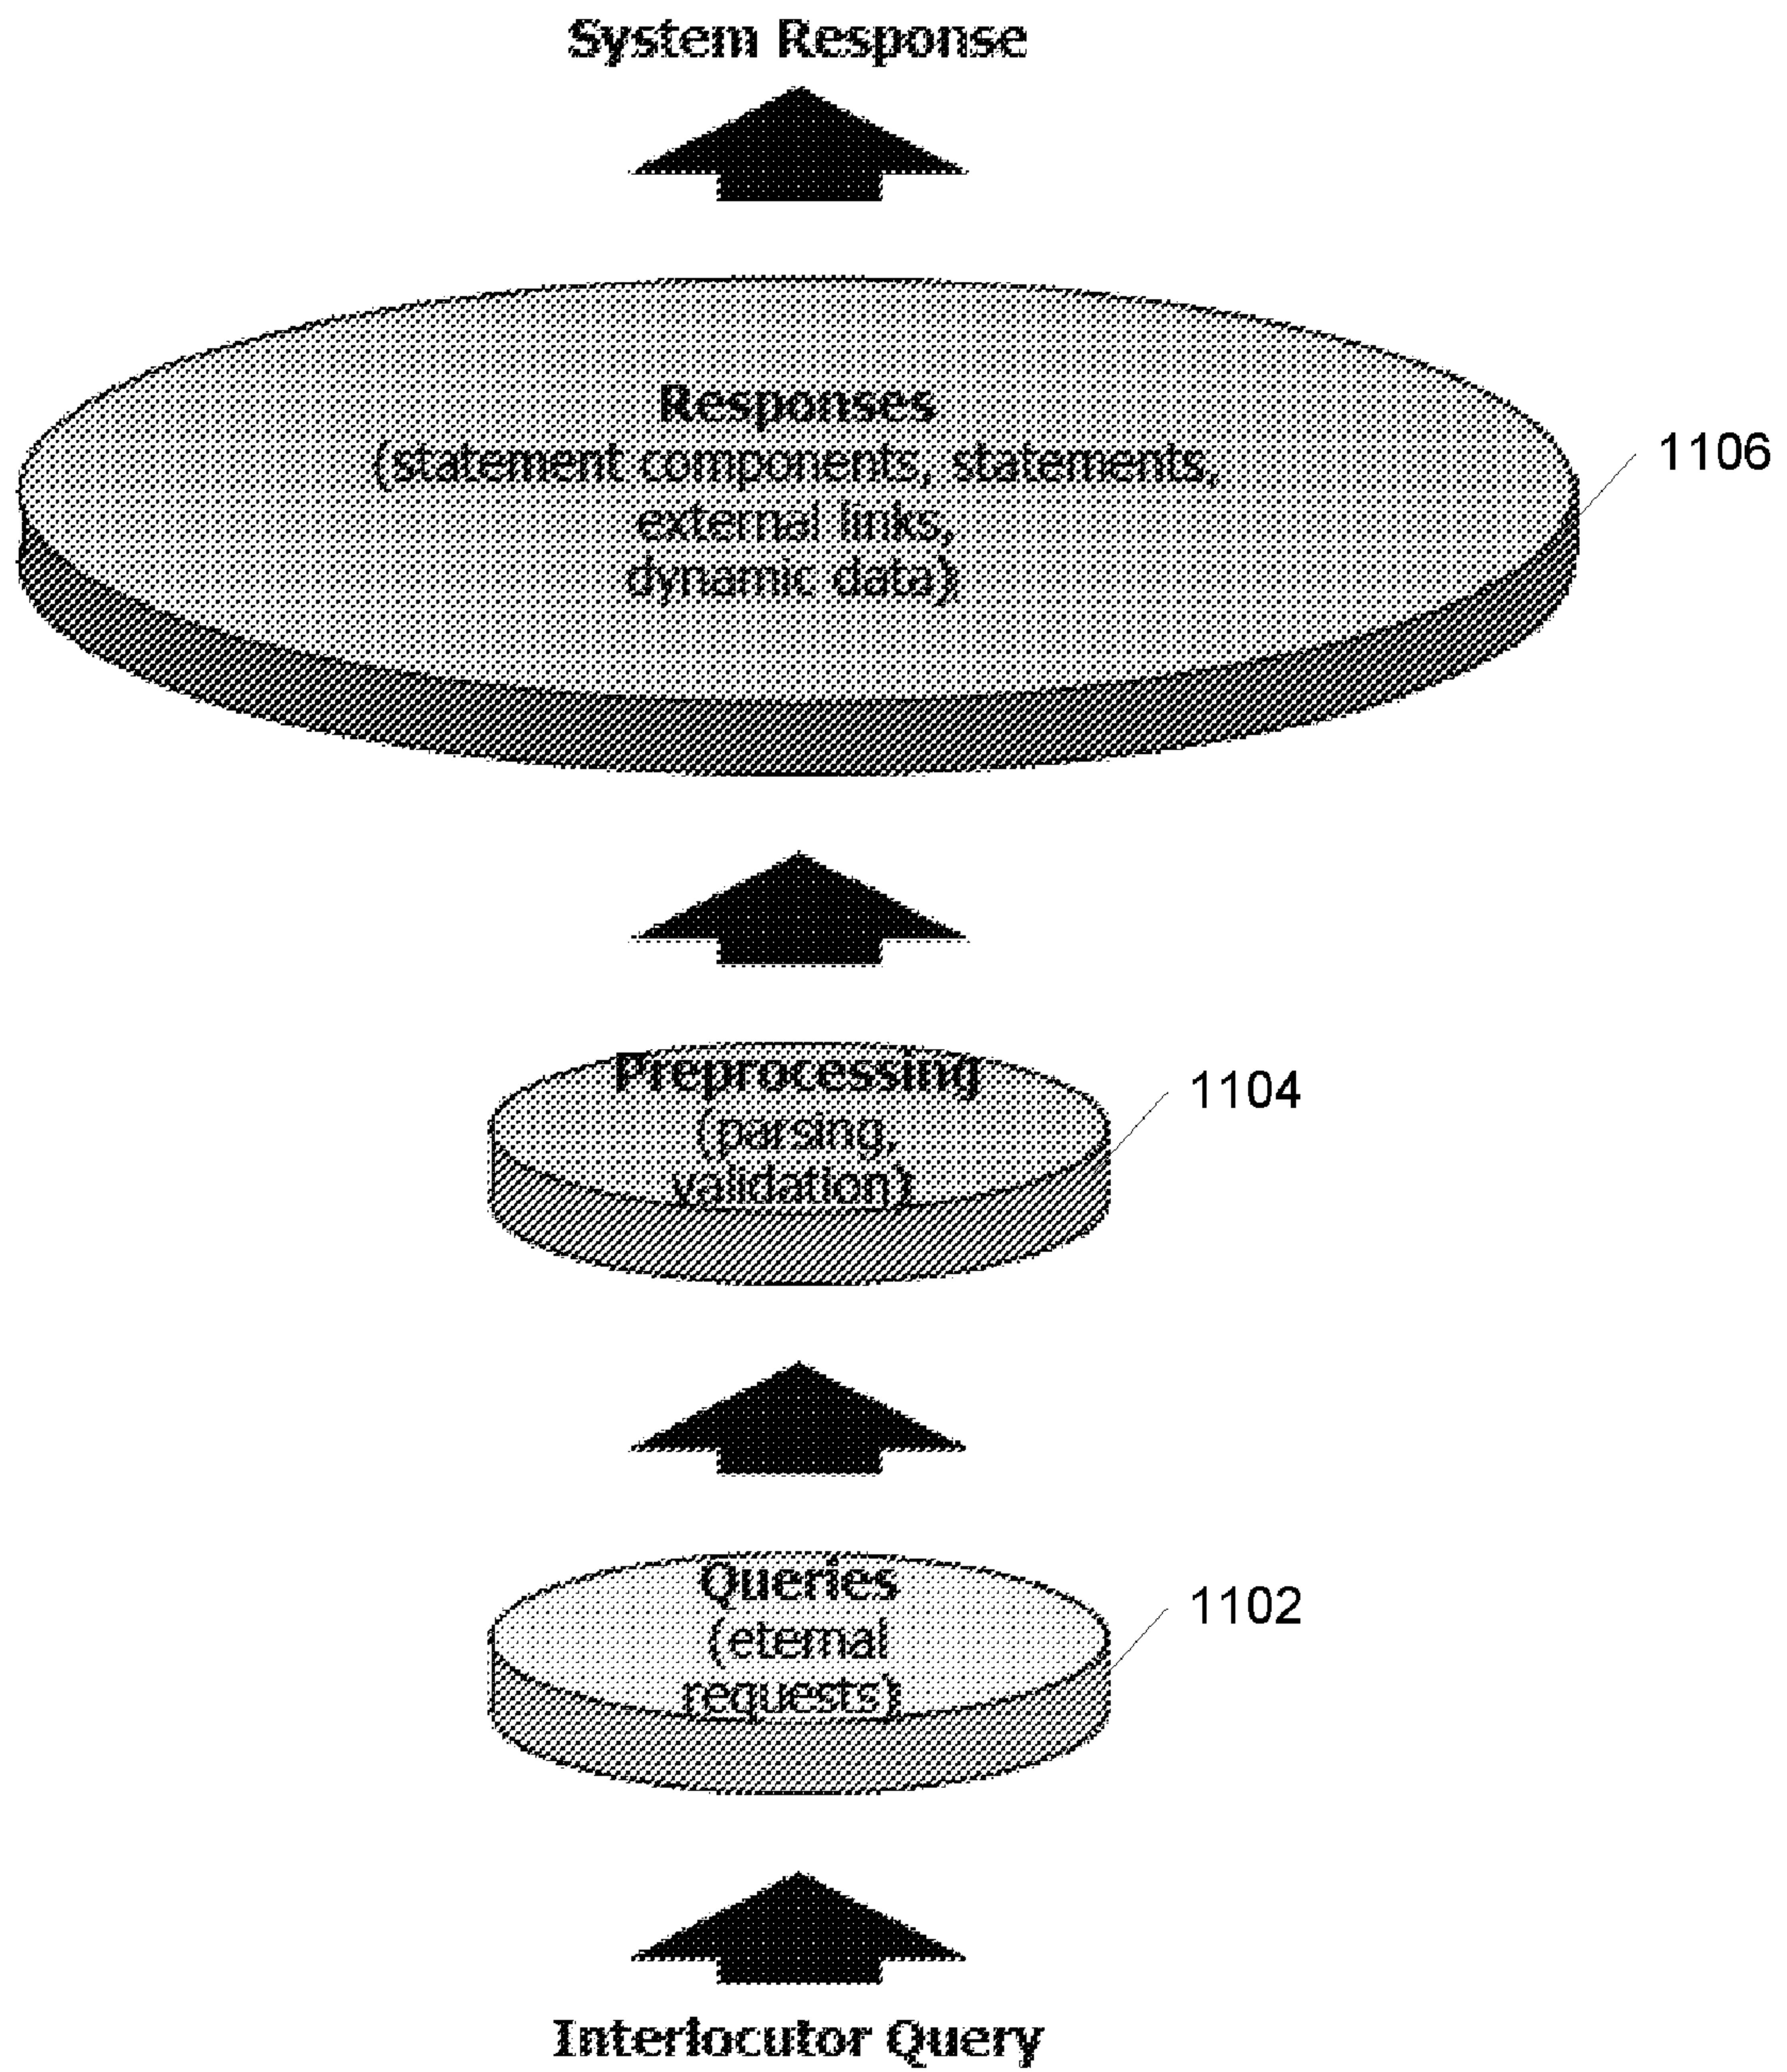 System Response
Responses
(statement components, statements,
external links,
dynamic data)
1106
Preprocessing
(parsing,
validation)
1104
Queries
(eternal
requests)
1102
Interlocutor Query